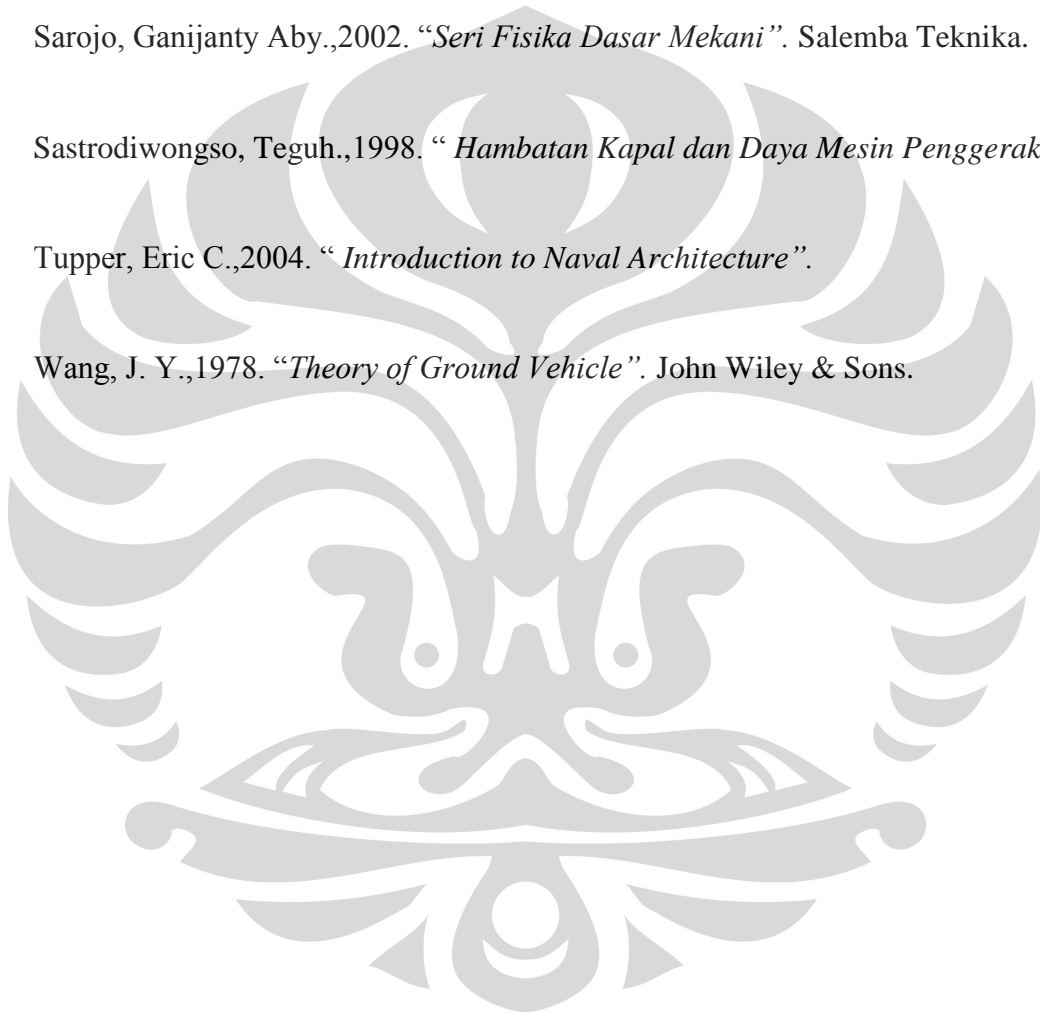 Sarojo, Ganijanty Aby.,2002. “Seri Fisika Dasar Mekani”. Salemba Teknika.
Sastrodiwongso, Teguh.,1998. “ Hambatan Kapal dan Daya Mesin Penggerak
Tupper, Eric C.,2004. “ Introduction to Naval Architecture”.
Wang, J. Y.,1978. “Theory of Ground Vehicle”. John Wiley & Sons.